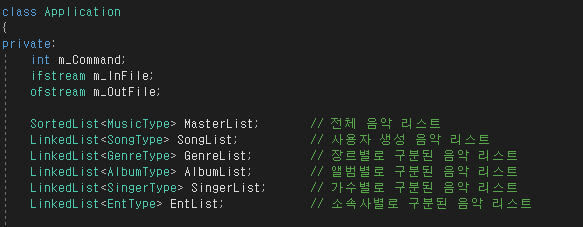 class Application
{
private:
int m_Command;
ifstream m_InFile;
ofstream m_OutFile;
SortedList<MusicType> MasterList; // 전체 음악 리스트
LinkedList<SongType> SongList; // 사용자 생성 음악 리스트
LinkedList<GenreType> GenreList; // 장르별로 구분된 음악 리스트
LinkedList<AlbumType> AlbumList; // 앨범별로 구분된 음악 리스트
LinkedList<SingerType> SingerList; // 가수별로 구분된 음악 리스트
LinkedList<EntType> EntList; // 소속사별로 구분된 음악 리스트